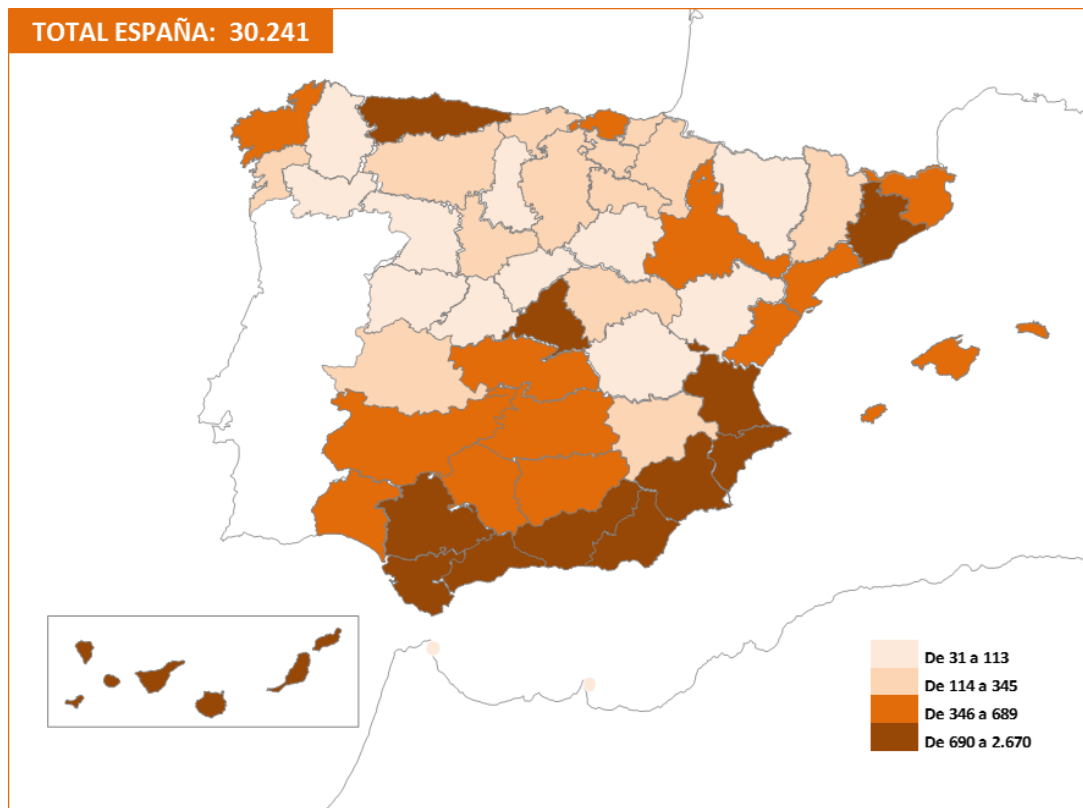 TOTAL ESPAÑA: 30.241
De 31 a 113
De 114 a 345
De 346 a 689
De 690 a 2.670